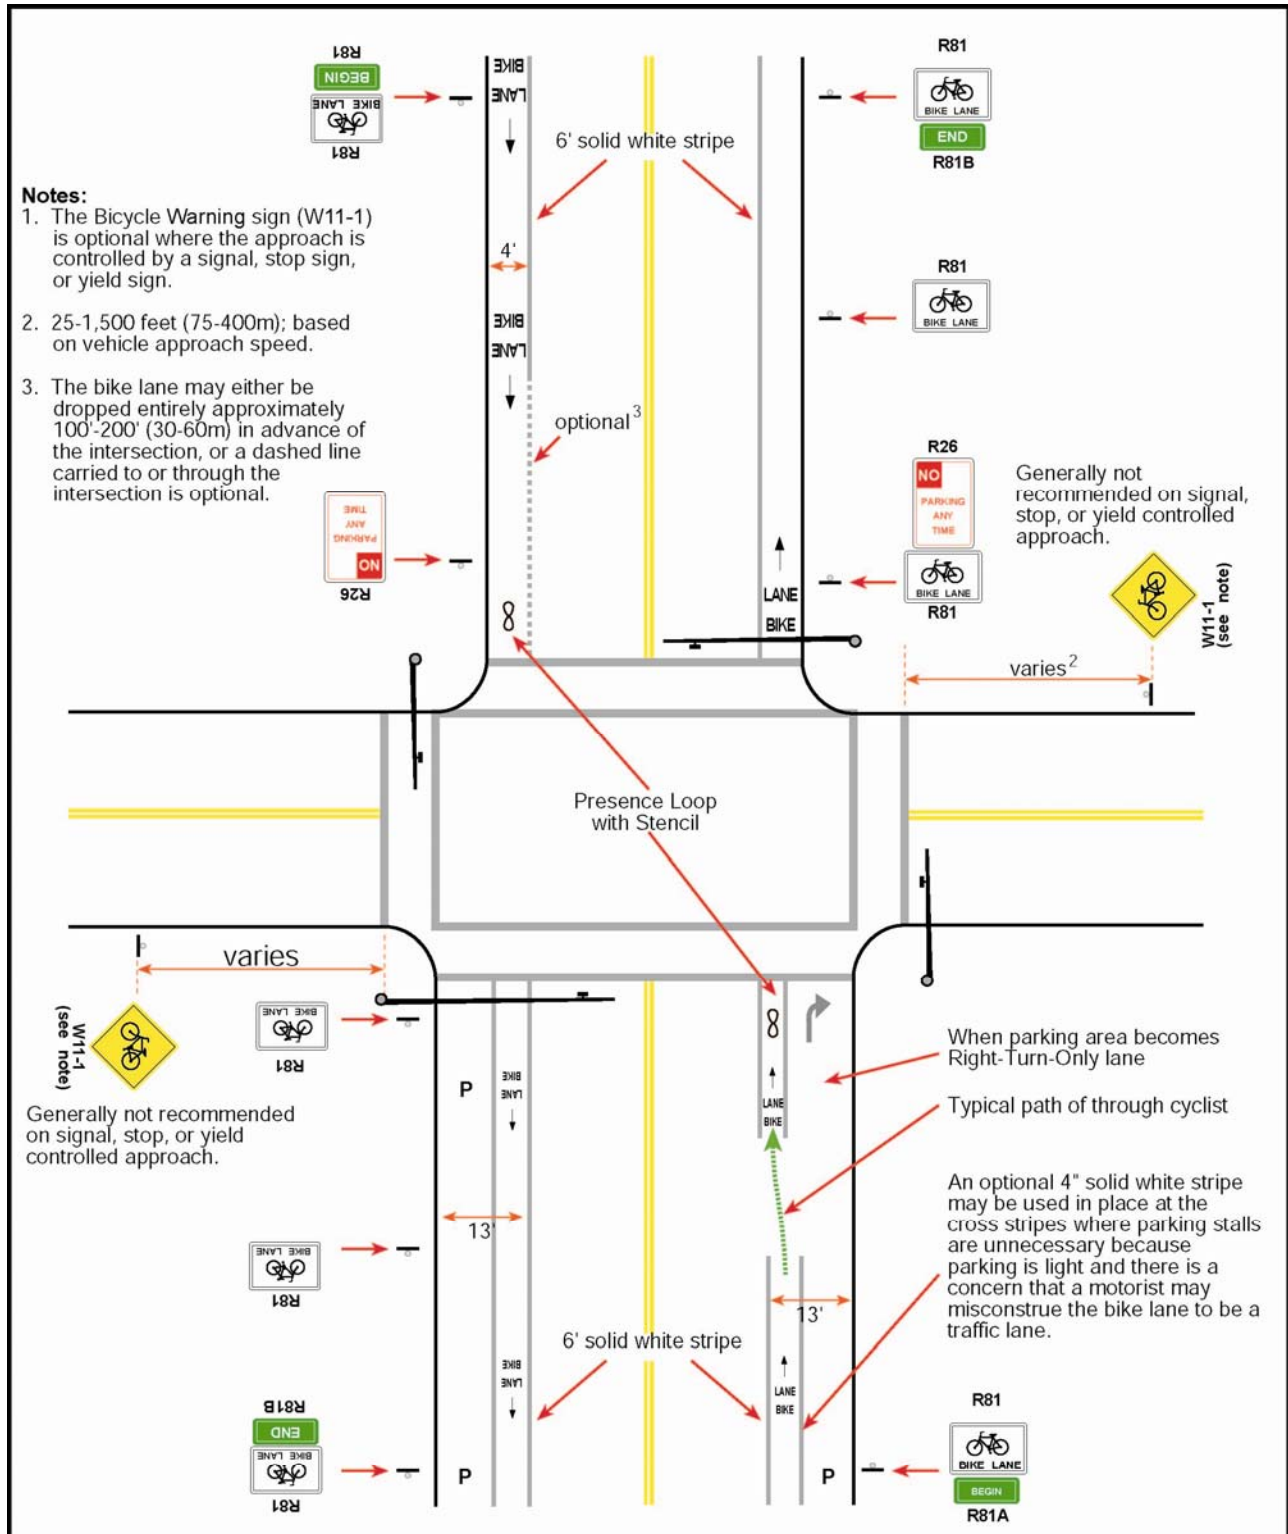 R81
BEGIN
BIKE LANE
R81
BIKE
LANE
6' solid white stripe
R81
BIKE LANE
END
R81B
Notes:
1. The Bicycle Warning sign (W11-1)
is optional where the approach is
controlled by a signal, stop sign,
or yield sign.
2. 25-1,500 feet (75-400m); based
on vehicle approach speed.
3. The bike lane may either be
dropped entirely approximately
100'-200' (30-60m) in advance of
the intersection, or a dashed line
carried to or through the
intersection is optional.
4'
BIKE
LANE
optional3
R81
BIKE LANE
NO
PARKING
ANY
TIME
R26
R26
NO
PARKING
ANY
TIME
BIKE LANE
R81
Generally not
recommended on signal,
stop, or yield controlled
approach.
W11-1
(see note)
LANE
BIKE
varies2
Presence Loop
with Stencil
varies
W11-1
(see note)
Generally not recommended
on signal, stop, or yield
controlled approach.
BIKE LANE
R81
P
BIKE
LANE
LANE
BIKE
When parking area becomes
Right-Turn-Only lane
Typical path of through cyclist
An optional 4" solid white stripe
may be used in place at the
cross stripes where parking stalls
are unnecessary because
parking is light and there is a
concern that a motorist may
misconstrue the bike lane to be a
traffic lane.
13'
13'
BIKE LANE
R81
6' solid white stripe
BIKE
LANE
LANE
BIKE
R81B
END
BIKE LANE
R81
P
P
R81
BIKE LANE
BEGIN
R81A